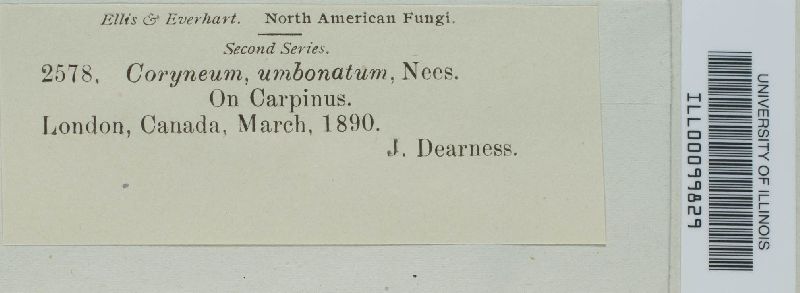 Ellis & Everhart. North American Fungi.
Second Series.
2578. Coryneum, umbonatum, Nees.
On Carpinus.
London, Canada, March, 1890.
J. Dearness.
UNIVERSITY OF ILLINOIS
ILL00099829